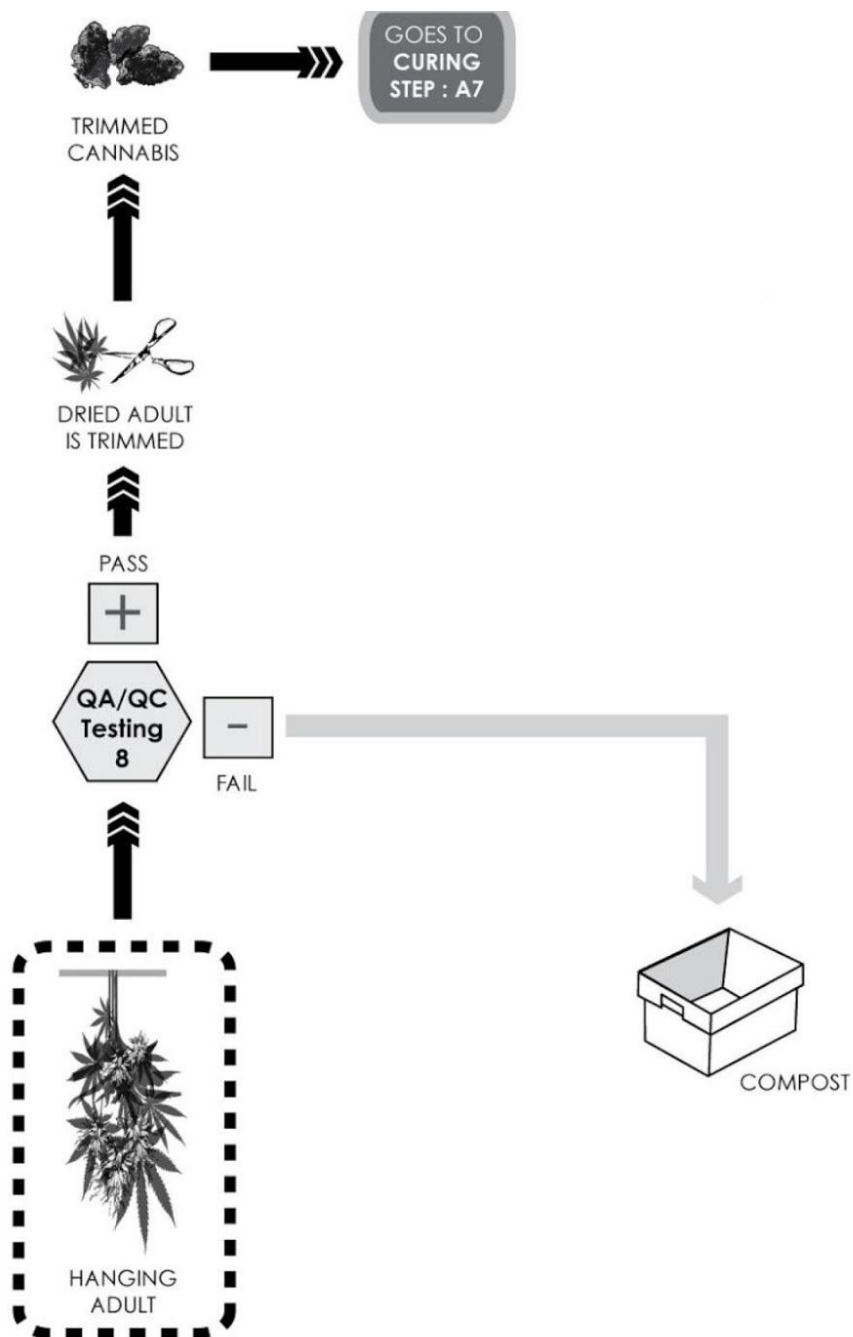 GOES TO
CURING
STEP : A7
TRIMMED
CANNABIS
DRIED ADULT
IS TRIMMED
PASS
+
QA/QC
Testing
8
-
FAIL
COMPOST
HANGING
ADULT